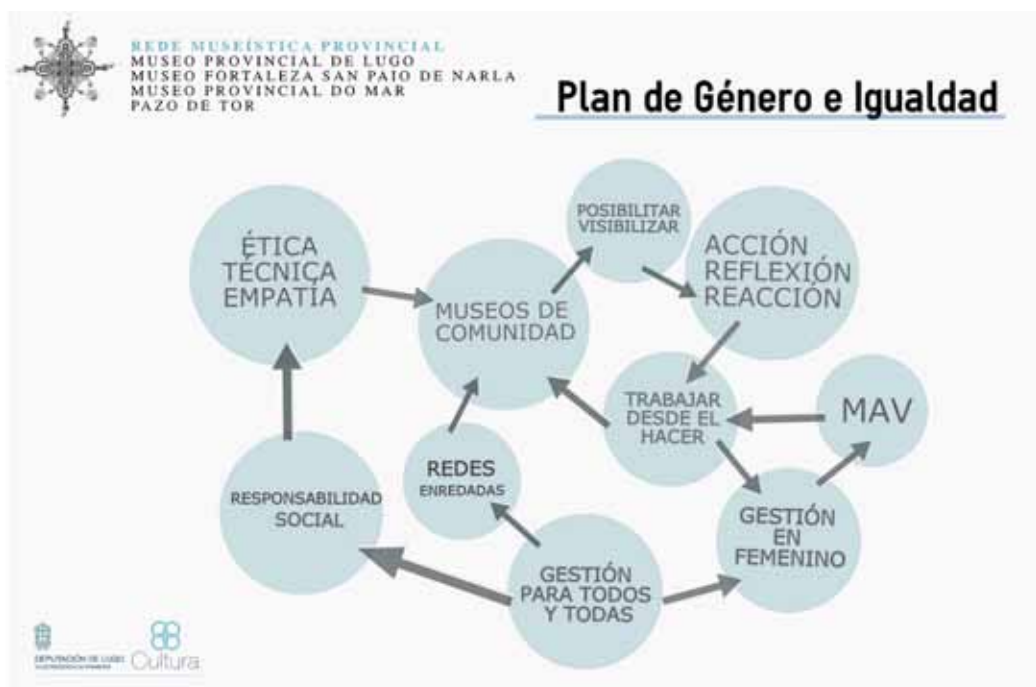 REDE MUSEÍSTICA PROVINCIAL
MUSEO PROVINCIAL DE LUGO
MUSEO FORTALEZA SAN PAIO DE NARLA
MUSEO PROVINCIAL DO MAR
PAZO DE TOR
Plan de Género e Igualdad
POSIBILITAR
VISIBILIZAR
ÉTICA
TÉCNICA
EMPATÍA
ACCIÓN
REFLEXIÓN
REACCIÓN
MUSEOS DE
COMUNIDAD
TRABAJAR
DESDE EL
HACER
MAV
REDES
ENREDADAS
RESPONSABILIDAD
SOCIAL
GESTIÓN
EN
FEMENINO
GESTIÓN
PARA TODOS
Y TODAS
DEPUTACIÓN DE LUGO
Cultura